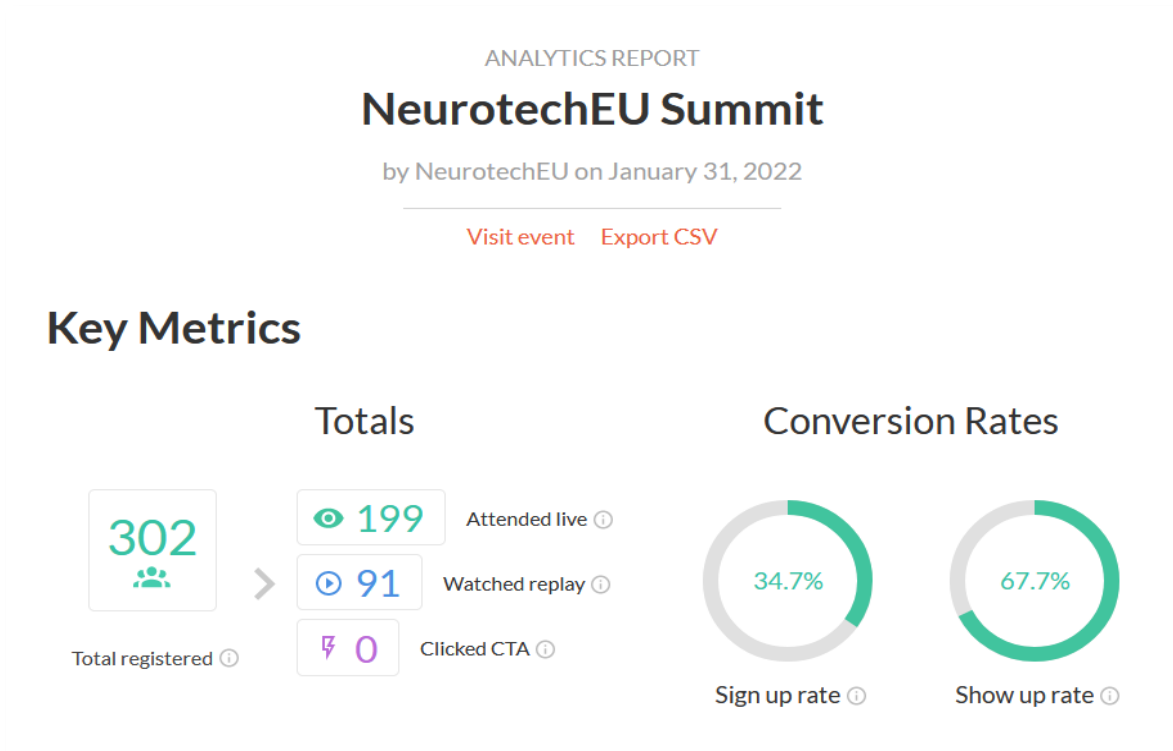 ANALYTICS REPORT
NeurotechEU Summit
by NeurotechEU on January 31, 2022
Visit event Export CSV
Key Metrics
Totals
302
Total registered
199 Attended live
91 Watched replay
0 Clicked CTA
Conversion Rates
34.7%
Sign up rate
67.7%
Show up rate